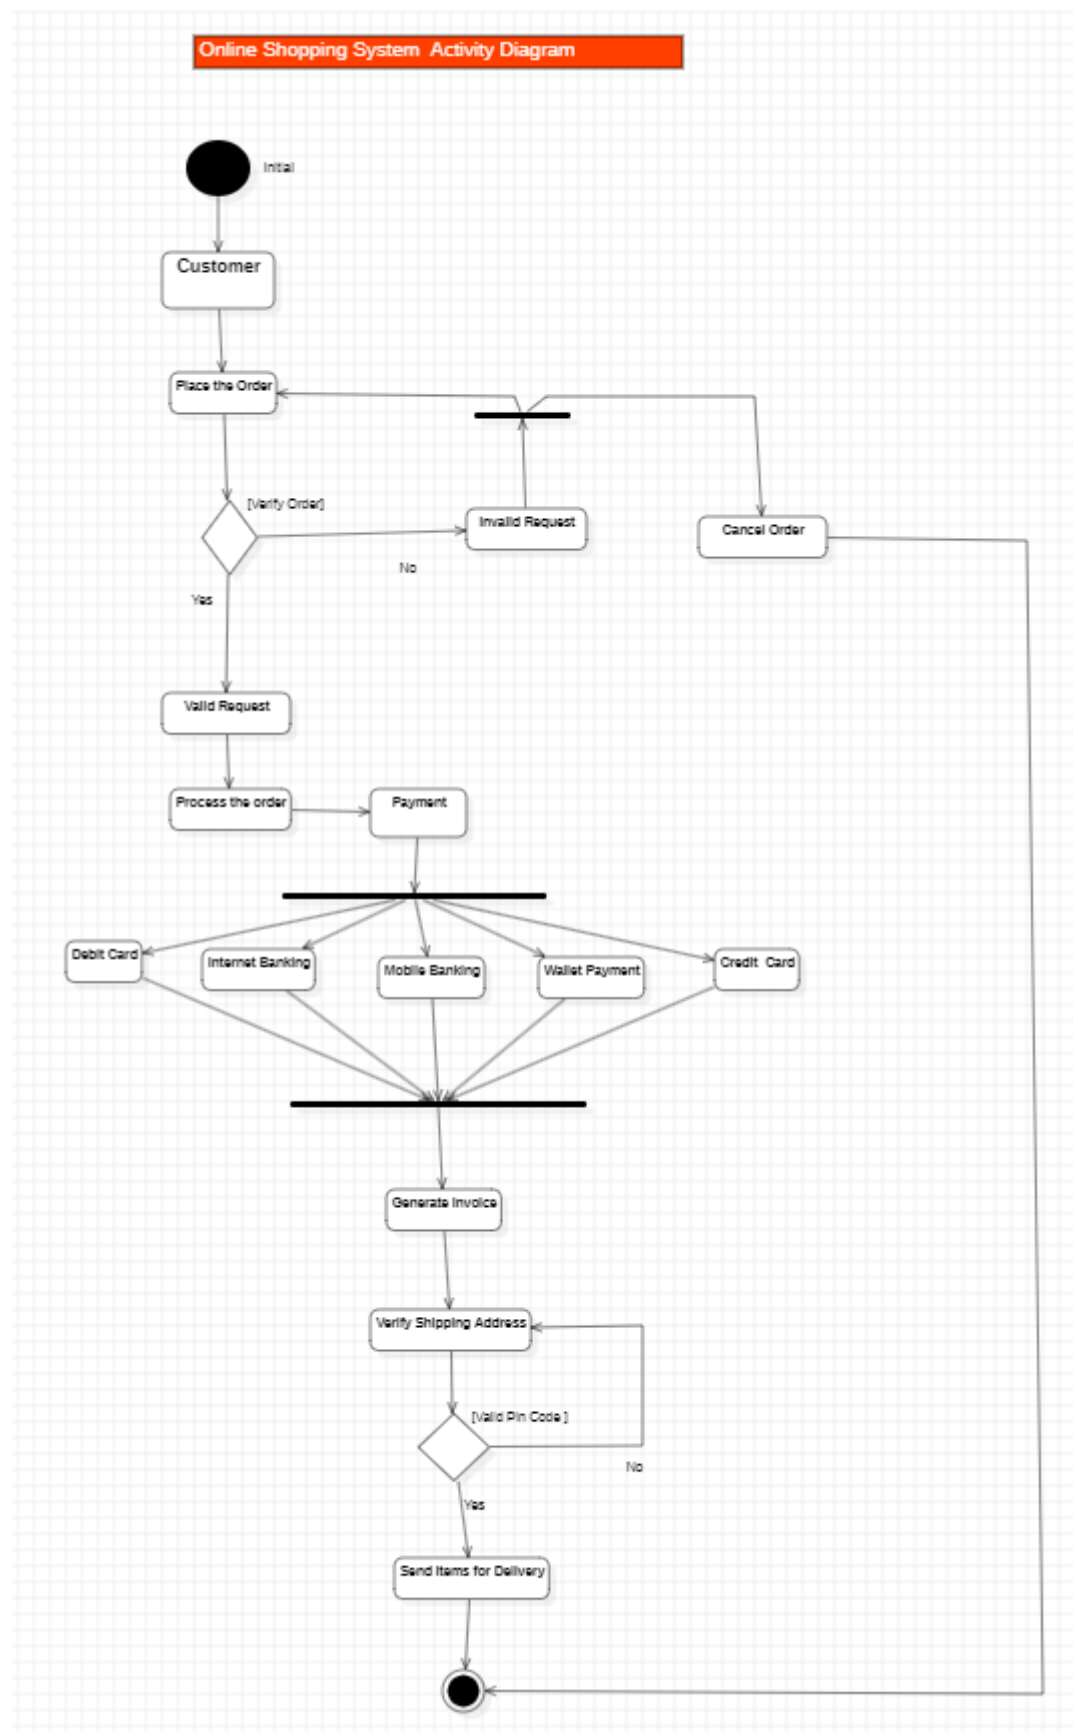 Online Shopping System  Activity Diagram
Initial
Customer
Place the Order
[Verify Order]
Invalid Request
Cancel Order
No
Yes
Valid Request
Process the order
Payment
Debit Card
Internet Banking
Mobile Banking
Wallet Payment
Credit  Card
Generate Invoice
Verify Shipping Address
[Valid Pin Code ]
No
Yes
Send Items for Delivery